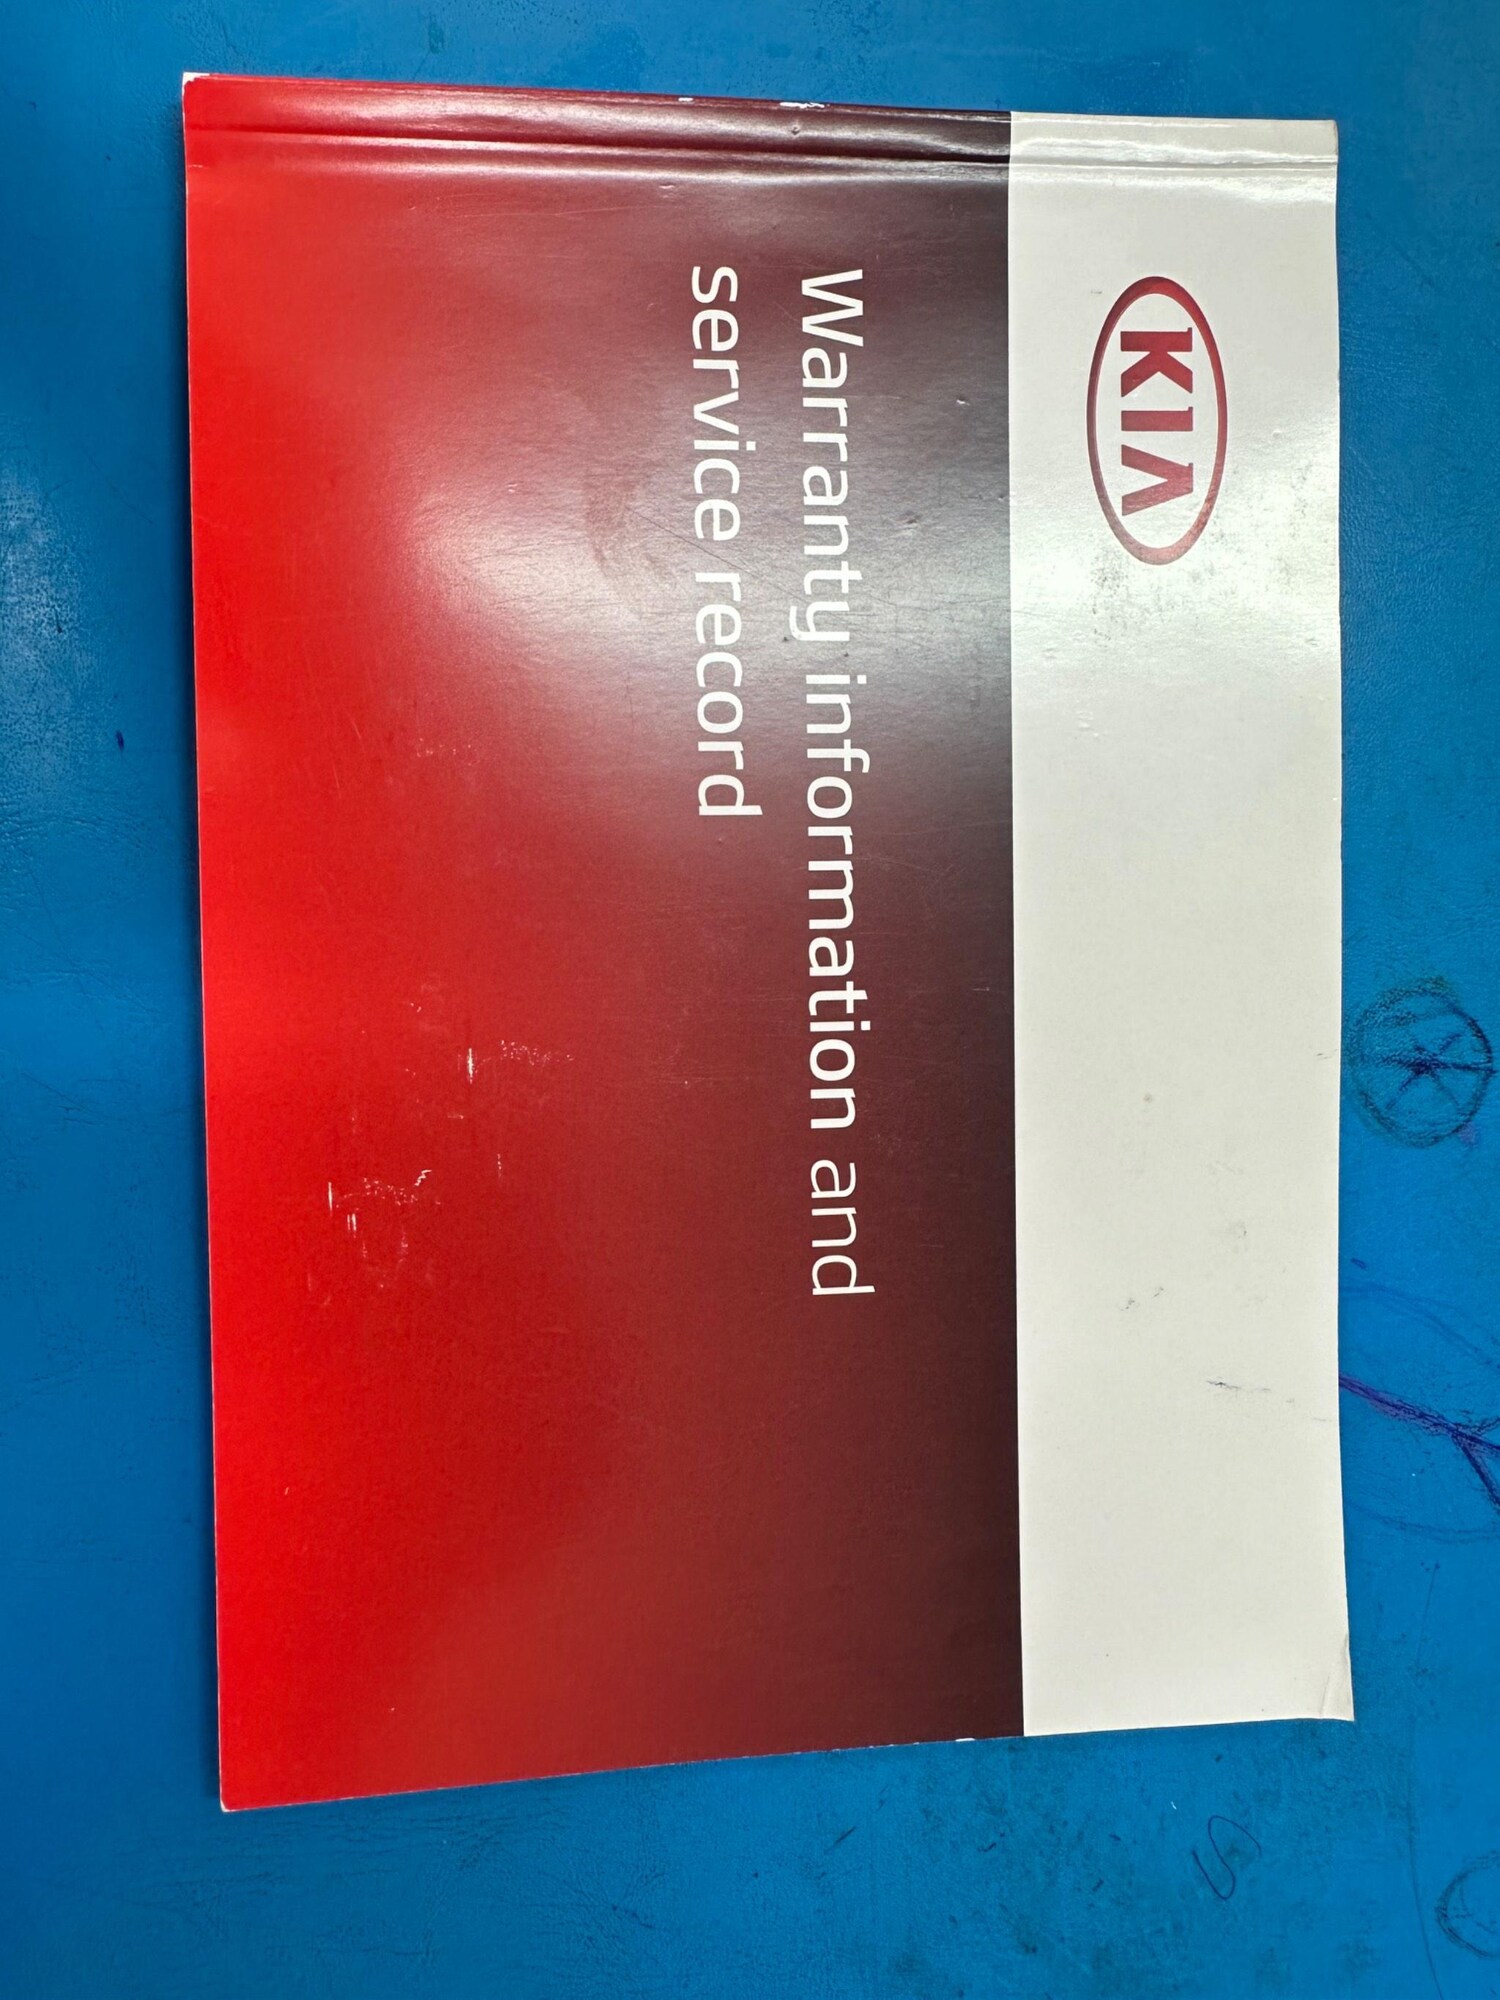 KIA
Warranty information and
service record